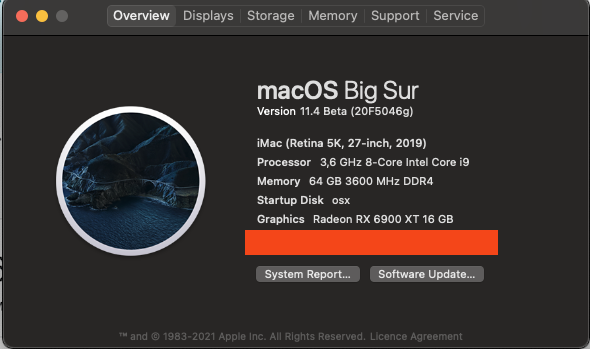 Overview Displays Storage Memory Support Service
macOS Big Sur
Version 11.4 Beta (20F5046g)
iMac (Retina 5K, 27-inch, 2019)
Processor 3,6 GHz 8-Core Intel Core i9
Memory 64 GB 3600 MHz DDR4
Startup Disk osx
Graphics Radeon RX 6900 XT 16 GB
System Report... Software Update...
™ and © 1983-2021 Apple Inc. All Rights Reserved. Licence Agreement